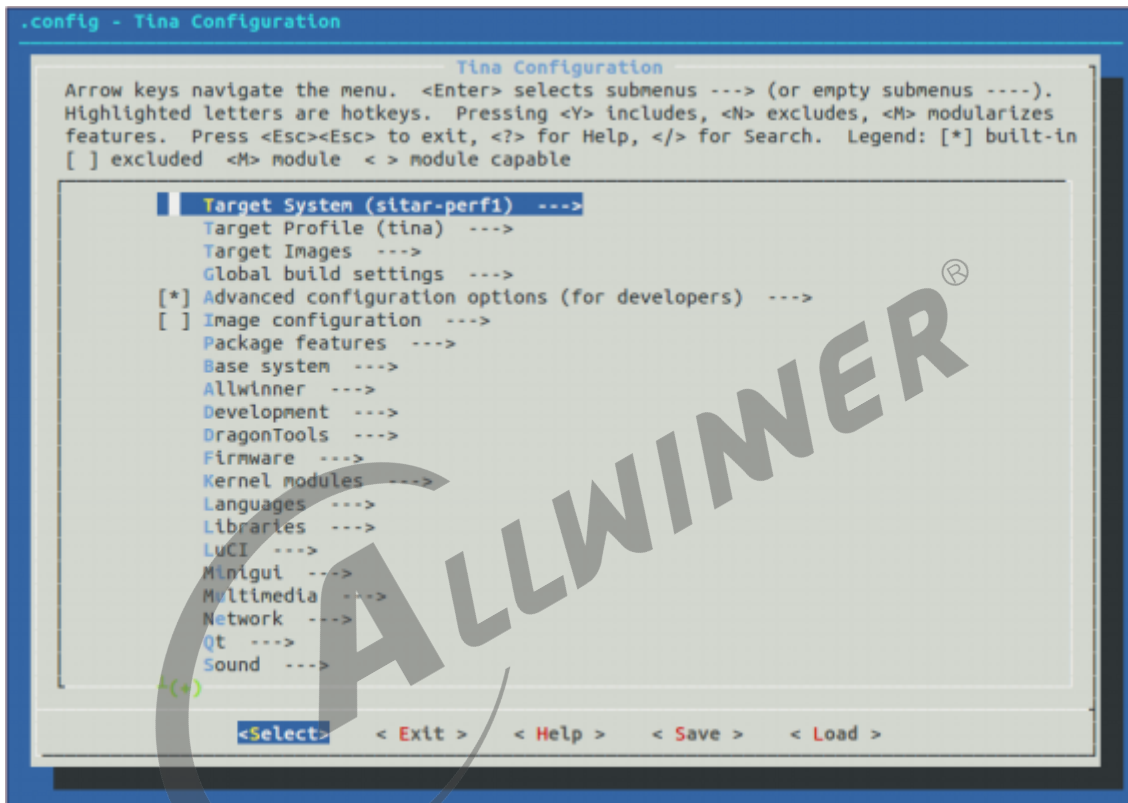 .config - Tina Configuration
Tina Configuration
Arrow keys navigate the menu.  <Enter> selects submenus ---> (or empty submenus ----).
Highlighted letters are hotkeys.  Pressing <Y> includes, <N> excludes, <M> modularizes
features.  Press <Esc><Esc> to exit, <?> for Help, </> for Search.  Legend: [*] built-in
[ ] excluded  <M> module  < > module capable
Target System (sitar-perf1)  --->
Target Profile (tina)  --->
Target Images  --->
Global build settings  --->
[*] Advanced configuration options (for developers)  --->
[ ] Image configuration  --->
Package features  --->
Base system  --->
Allwinner  --->
Development  --->
DragonTools  --->
Firmware  --->
Kernel modules  --->
Languages  --->
Libraries  --->
LuCI  --->
Minigui  --->
Multimedia  --->
Network  --->
Qt  --->
Sound  --->
(+)
<Select>    < Exit >    < Help >    < Save >    < Load >
ALLWINNER®